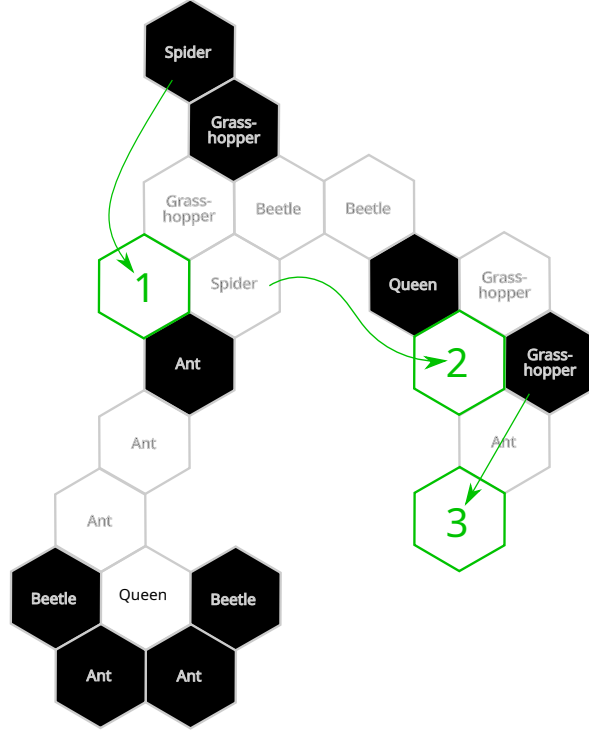 Spider
Grass-
hopper
Grass-
hopper
Beetle
Beetle
1
Spider
Queen
Grass-
hopper
Ant
2
Grass-
hopper
Ant
Ant
Ant
3
Beetle
Queen
Beetle
Ant
Ant